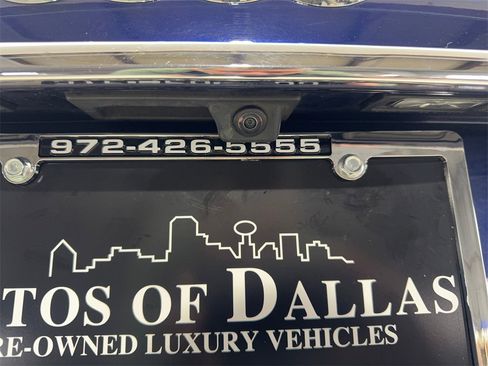 972-426-5555
TOS OF DALLAS
RE-OWNED LUXURY VEHICLES